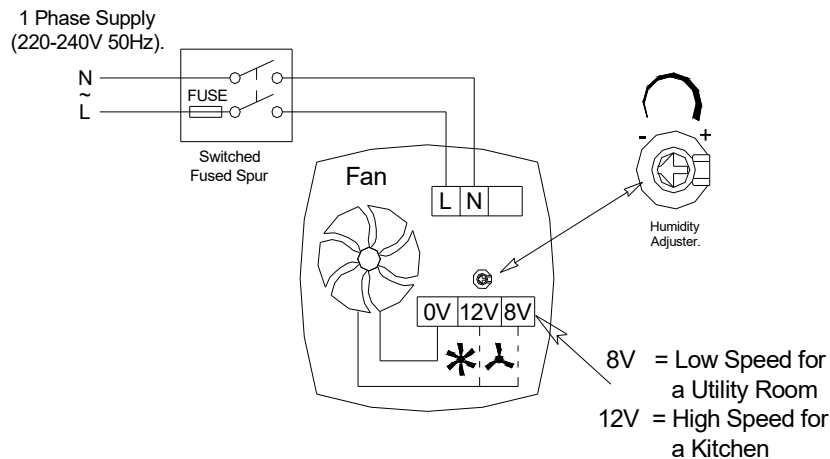 1 Phase Supply
(220-240V 50Hz).
N
~
L
FUSE
Switched
Fused Spur
Fan
L N
- +
Humidity
Adjuster.
0V 12V 8V
8V = Low Speed for
a Utility Room
12V = High Speed for
a Kitchen